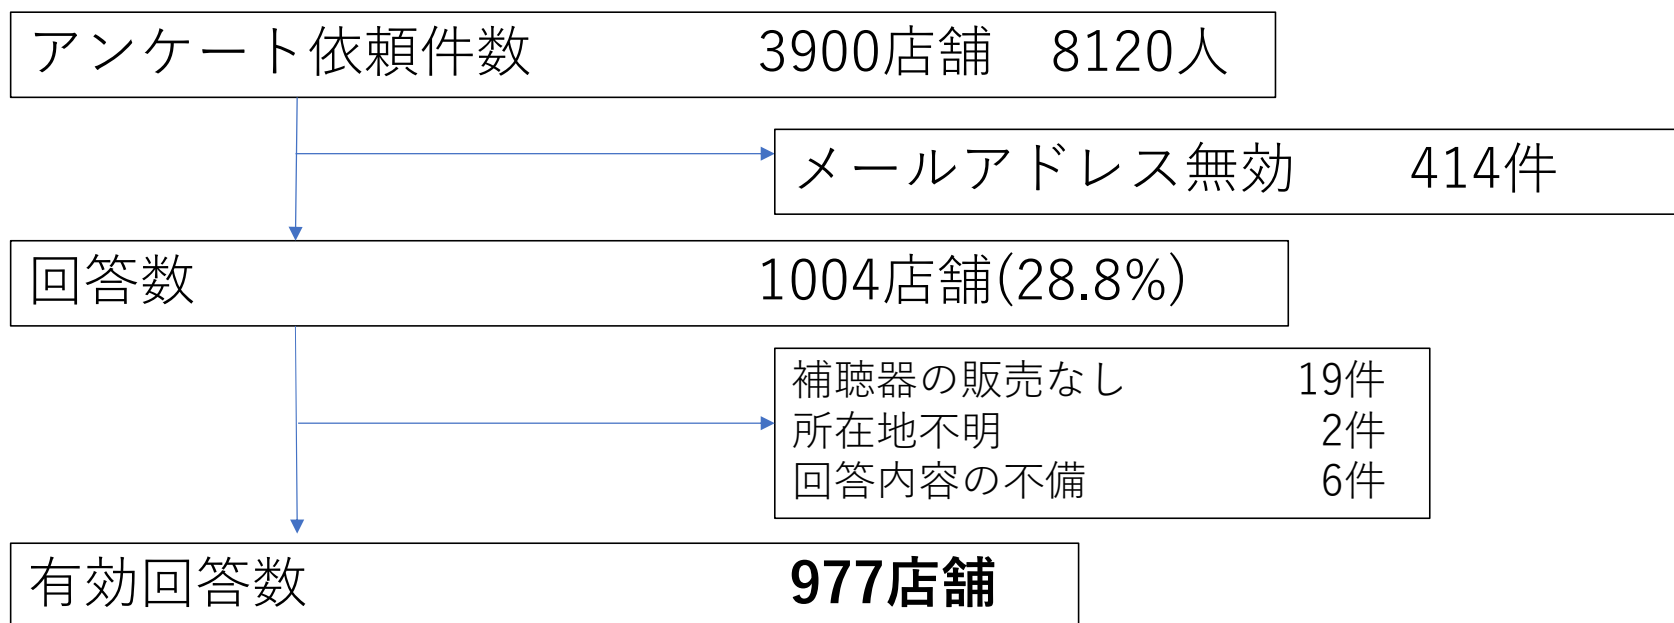 アンケート依頼件数 3900店舗 8120人
メールアドレス無効 414件
回答数 1004店舗(28.8%)
補聴器の販売なし 19件
所在地不明 2件
回答内容の不備 6件
有効回答数 977店舗